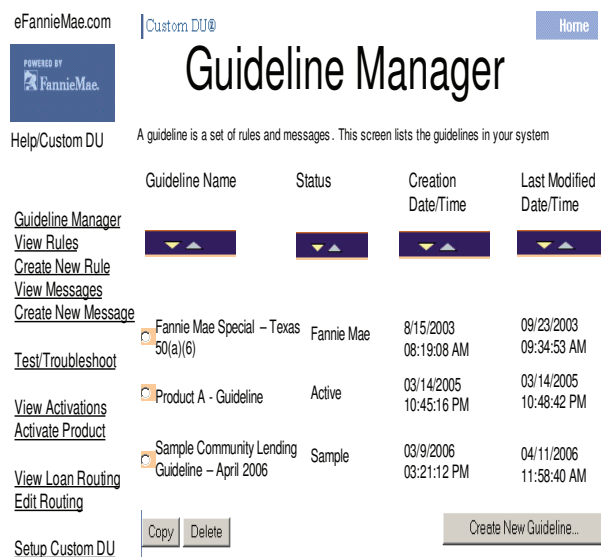 eFannieMae.com
Custom DU®
Home
POWERED BY
FannieMae.
Guideline Manager
Help/Custom DU
A guideline is a set of rules and messages. This screen lists the guidelines in your system
Guideline Name Status Creation Last Modified
Date/Time Date/Time
Guideline Manager
View Rules
Create New Rule
View Messages
Create New Message
Test/Troubleshoot
View Activations
Activate Product
View Loan Routing
Edit Routing
Setup Custom DU
Fannie Mae Special – Texas Fannie Mae 8/15/2003 09/23/2003
50(a)(6) 08:19:08 AM 09:34:53 AM
Product A - Guideline Active 03/14/2005 03/14/2005
10:45:16 PM 10:48:42 PM
Sample Community Lending Sample 03/9/2006 04/11/2006
Guideline – April 2006 03:21:12 PM 11:58:40 AM
Copy Delete Create New Guideline...